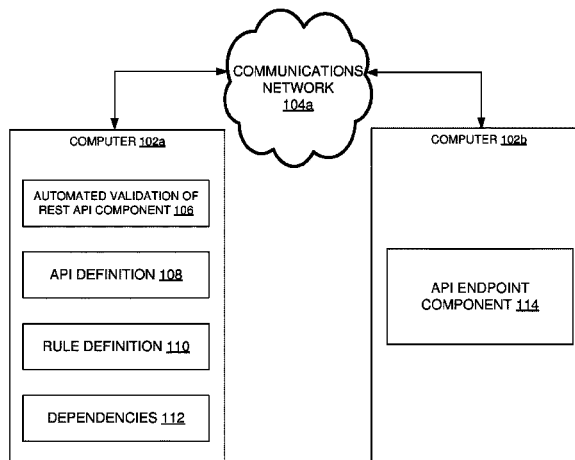 COMMUNICATIONS
NETWORK
104a
COMPUTER 102a
AUTOMATED VALIDATION OF
REST API COMPONENT 106
API DEFINITION 108
RULE DEFINITION 110
DEPENDENCIES 112
COMPUTER 102b
API ENDPOINT
COMPONENT 114